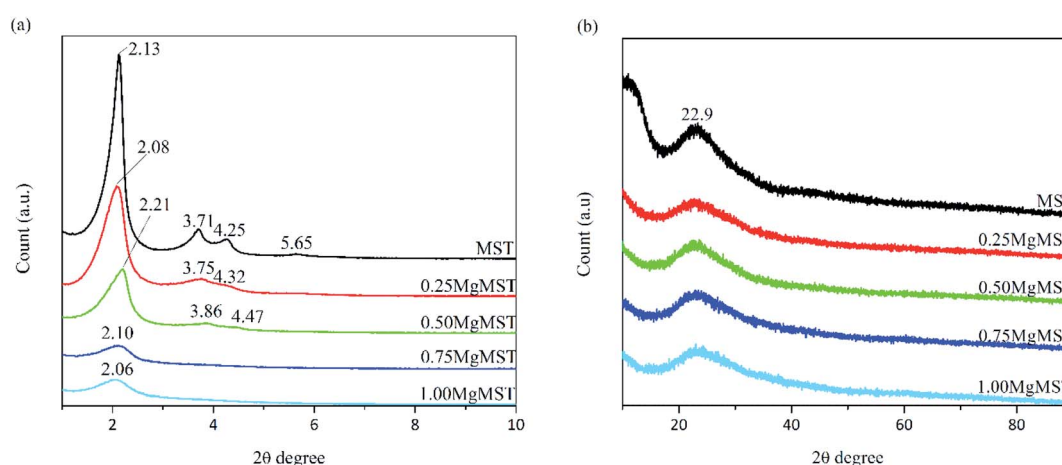 (a)
2.13
2.08
2.21
3.71
4.25
5.65
MST
3.75
4.32
0.25MgMST
3.86
4.47
0.50MgMST
2.10
0.75MgMST
2.06
1.00MgMST
Count (a.u.)
2
4
6
8
10
2θ degree
(b)
22.9
MS
0.25MgMS
0.50MgMS
0.75MgMS
1.00MgMS
Count (a.u)
20
40
60
80
2θ degree